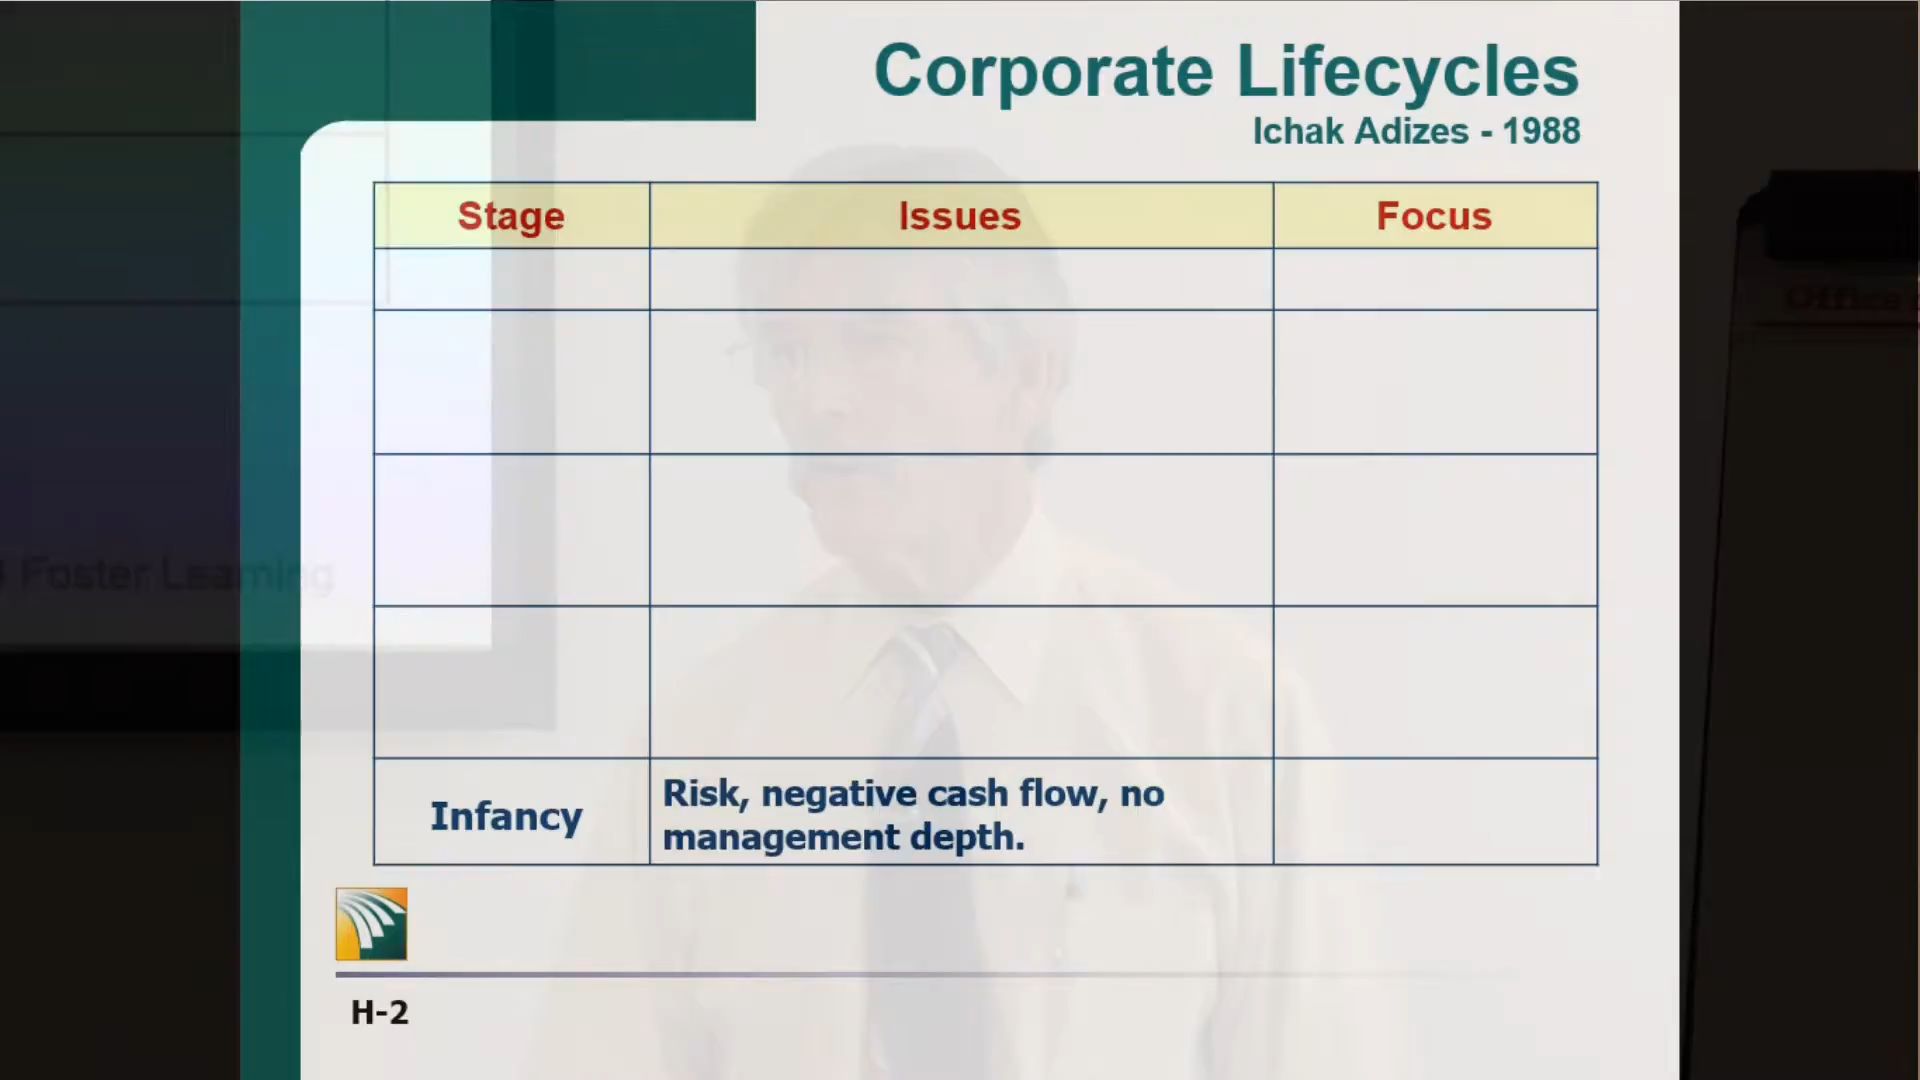 Corporate Lifecycles
Ichak Adizes - 1988
Stage
Issues
Focus
Office
Foster Learning
Infancy
Risk, negative cash flow, no
management depth.
H-2